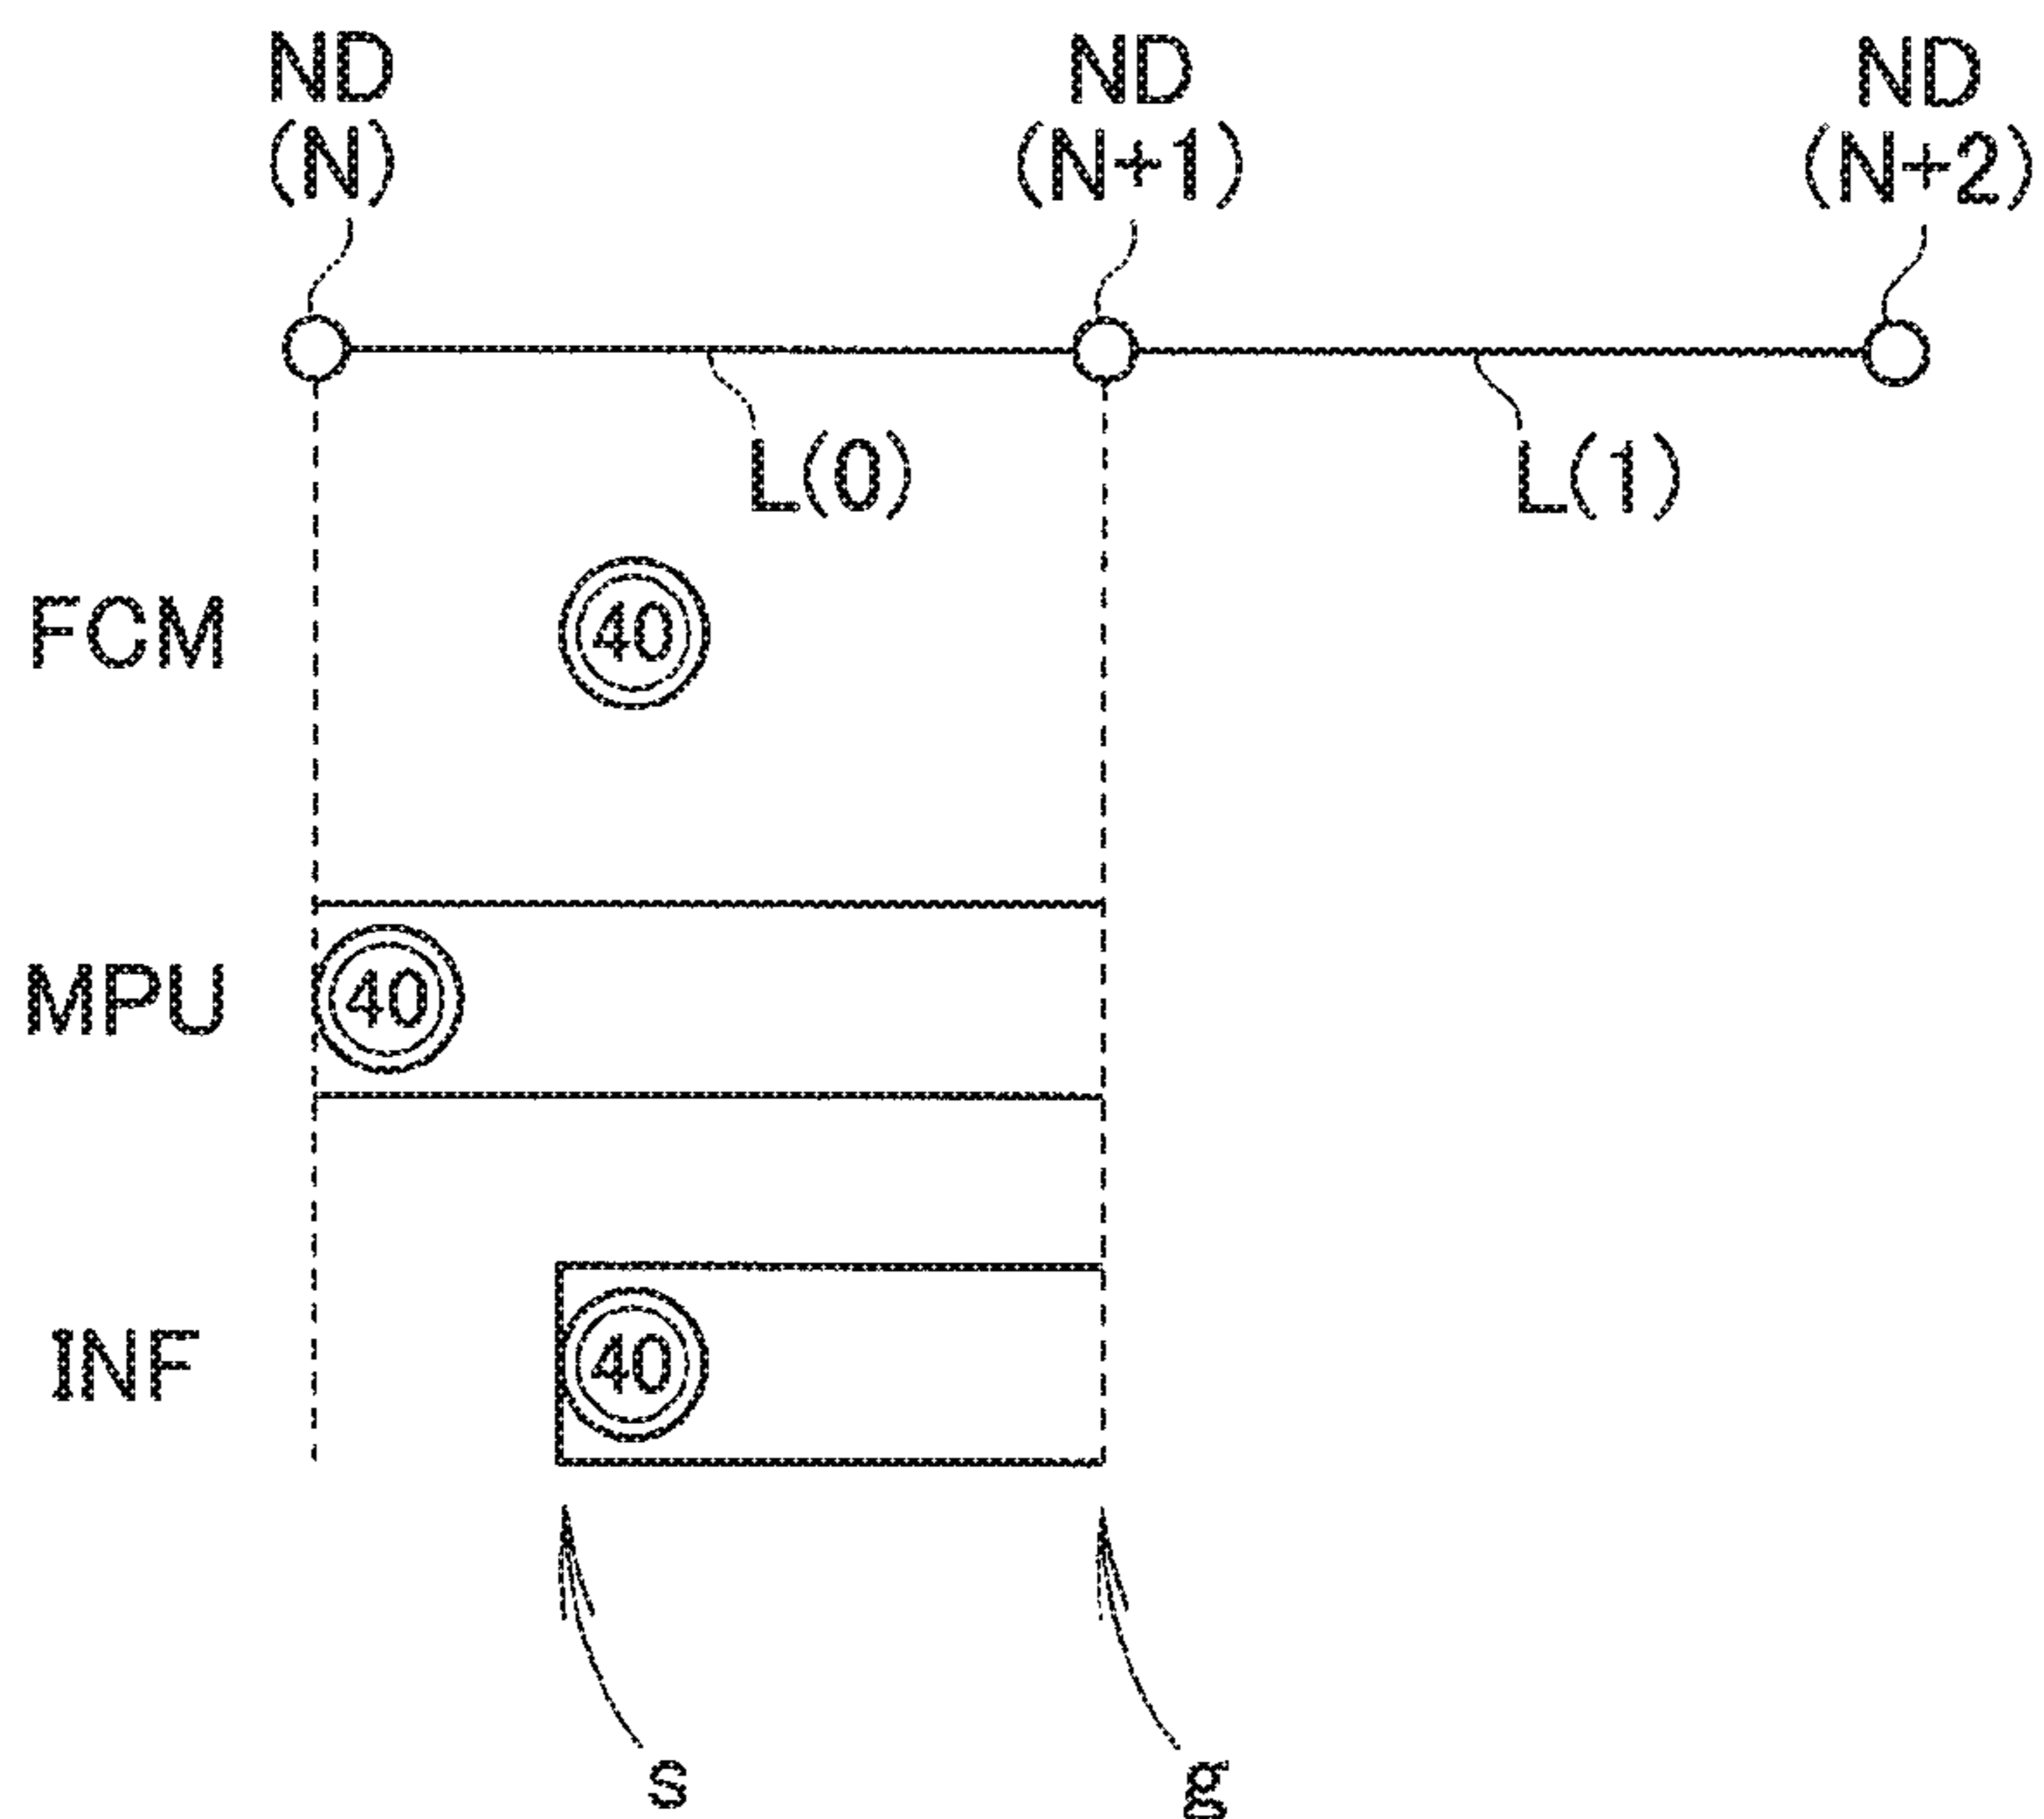 ND
(N)
ND
(N+1)
ND
(N+2)
L(0)
L(1)
FCM
40
MPU
40
INF
40
s
g